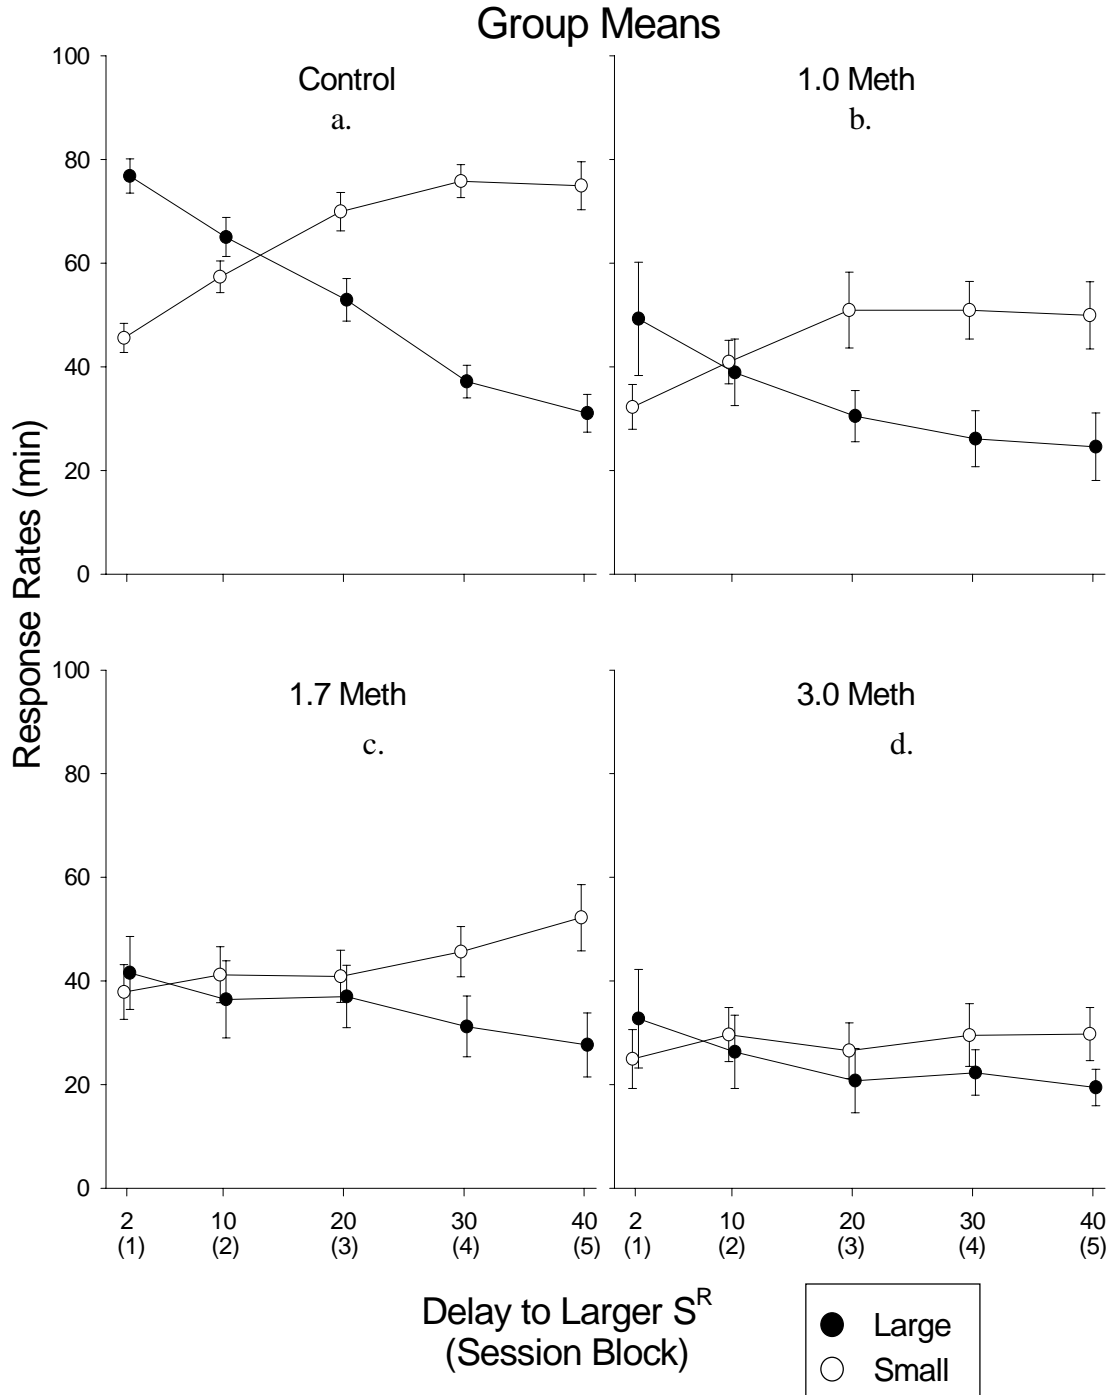 Group Means
Control
a.
1.0 Meth
b.
100
80
60
40
20
0
1.7 Meth
c.
3.0 Meth
d.
100
80
60
40
20
0
Response Rates (min)
2 10 20 30 40 2 10 20 30 40
(1) (2) (3) (4) (5) (1) (2) (3) (4) (5)
Delay to Larger S^R
(Session Block)
Large
Small